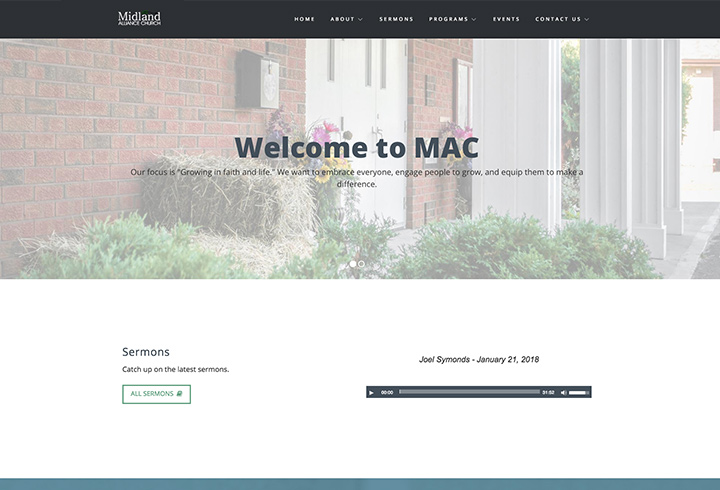 Midland
ALLIANCE CHURCH
HOME ABOUT SERMONS PROGRAMS EVENTS CONTACT US
Welcome to MAC
Our focus is "Growing in faith and life." We want to embrace everyone, engage people to grow, and equip them to make a
difference.
Sermons
Catch up on the latest sermons.
ALL SERMONS
Joel Symonds - January 21, 2018
00:00 31:52